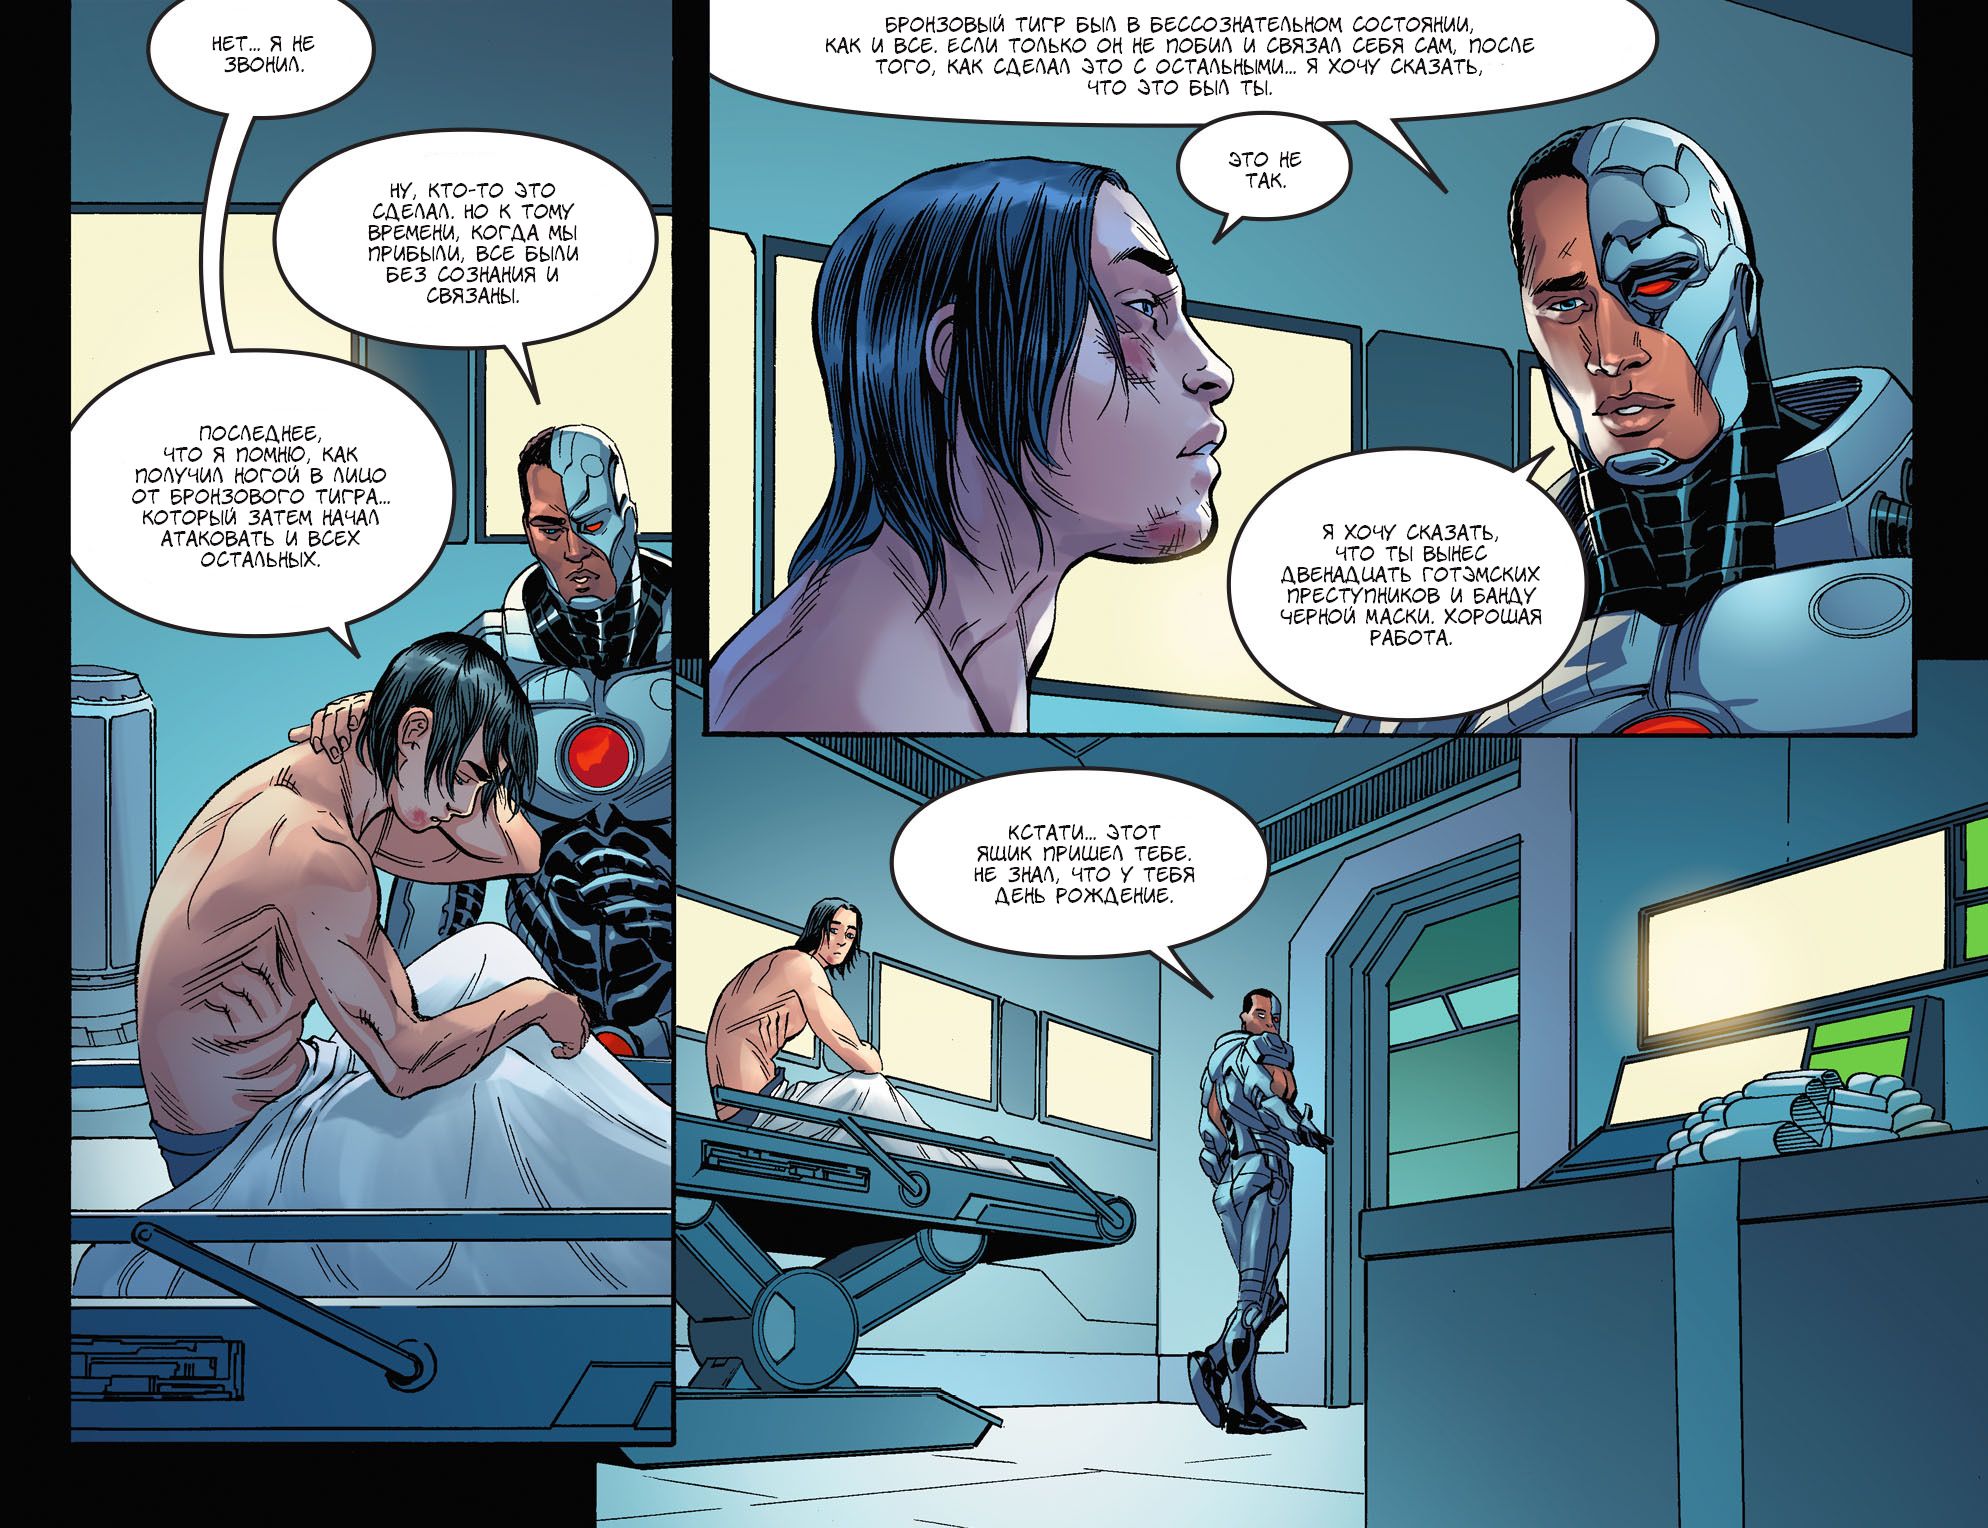 НЕТ... Я НЕ
ЗВОНИЛ.
НУ, КТО-ТО ЭТО
СДЕЛАЛ. НО К ТОМУ
ВРЕМЕНИ, КОГДА МЫ
ПРИБЫЛИ, ВСЕ БЫЛИ
БЕЗ СОЗНАНИЯ И
СВЯЗАНЫ.
ПОСЛЕДНЕЕ,
ЧТО Я ПОМНЮ, КАК
ПОЛУЧИЛ НОГОЙ В ЛИЦО
ОТ БРОНЗОВОГО ТИГРА...
КОТОРЫЙ ЗАТЕМ НАЧАЛ
АТАКОВАТЬ И ВСЕХ
ОСТАЛЬНЫХ.
БРОНЗОВЫЙ ТИГР БЫЛ В БЕССОЗНАТЕЛЬНОМ СОСТОЯНИИ,
КАК И ВСЕ. ЕСЛИ ТОЛЬКО ОН НЕ ПОБИЛ И СВЯЗАЛ СЕБЯ САМ, ПОСЛЕ
ТОГО, КАК СДЕЛАЛ ЭТО С ОСТАЛЬНЫМИ... Я ХОЧУ СКАЗАТЬ,
ЧТО ЭТО БЫЛ ТЫ.
ЭТО НЕ
ТАК.
Я ХОЧУ СКАЗАТЬ,
ЧТО ТЫ ВЫНЕС
ДВЕНАДЦАТЬ ГОТЭМСКИХ
ПРЕСТУПНИКОВ И БАНДУ
ЧЕРНОЙ МАСКИ. ХОРОШАЯ
РАБОТА.
КСТАТИ... ЭТОТ
ЯЩИК ПРИШЕЛ ТЕБЕ.
НЕ ЗНАЛ, ЧТО У ТЕБЯ
ДЕНЬ РОЖДЕНИЕ.